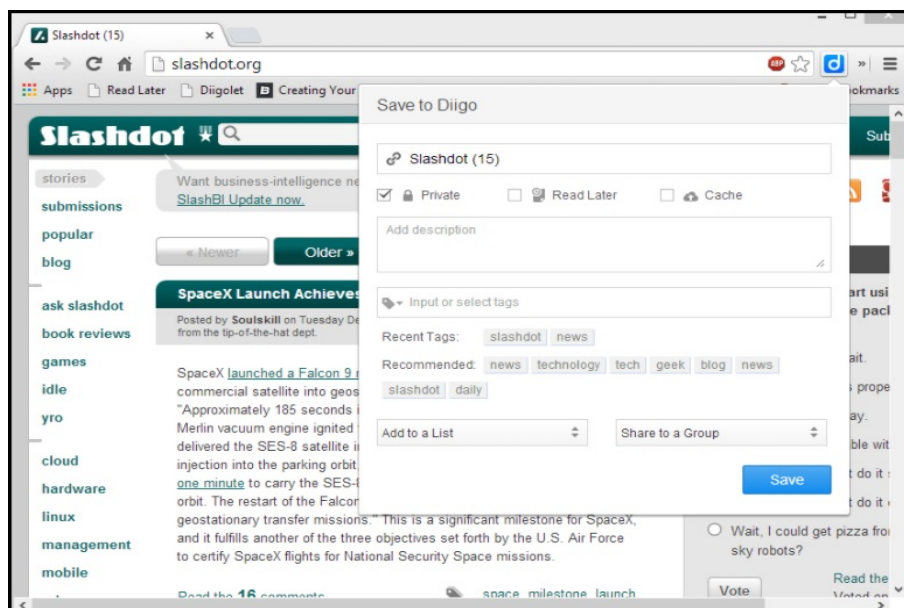 Slashdot (15)
slashdot.org
ABP
Apps Read Later Diigolet Creating Your
okmarks
Save to Diigo
Slashdot
Sub
Slashdot (15)
Private Read Later Cache
Add description
Input or select tags
Recent Tags: slashdot news
Recommended: news technology tech geek blog news
slashdot daily
Add to a List Share to a Group
Save
stories
submissions
popular
blog
ask slashdot
book reviews
games
idle
yro
cloud
hardware
linux
management
mobile
Want business-intelligence ne
SlashBI Update now.
« Newer Older »
SpaceX Launch Achieves
Posted by Soulskill on Tuesday De
from the tip-of-the-hat dept.
SpaceX launched a Falcon 9
commercial satellite into geos
"Approximately 185 seconds i
Merlin vacuum engine ignited
delivered the SES-8 satellite i
injection into the parking orbit.
one minute to carry the SES-8
orbit. The restart of the Falcon
geostationary transfer missions." This is a significant milestone for SpaceX,
and it fulfills another of the three objectives set forth by the U.S. Air Force
to certify SpaceX flights for National Security Space missions.
Read the 16 comments
space milestone launch
art usi
e pacl
ait.
s prope
ay.
ble wit
t do it
t do it
Wait, I could get pizza from
sky robots?
Vote
Read the